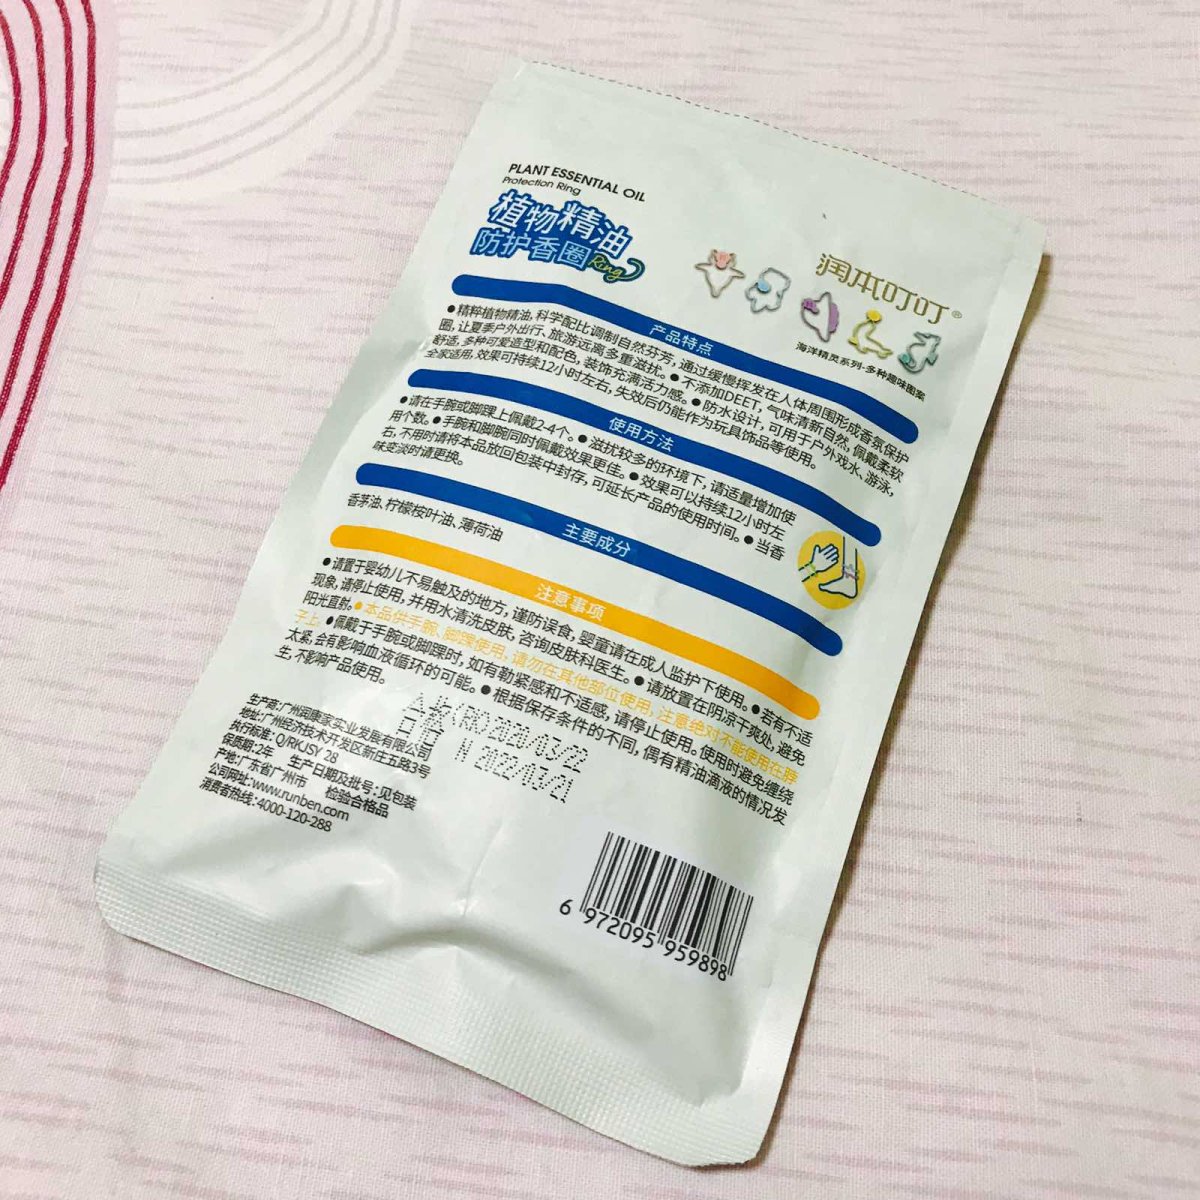 PLANT ESSENTIAL OIL
Protection Ring
植物精油
防护香圈Ring
润本叮叮®
海洋精灵系列-多种趣味图案
产品特点
●精粹植物精油,科学配比调制自然芬芳,通过缓慢挥发在人体周围形成香氛保护
圈,让夏季户外出行、旅游远离多重滋扰。●不添加DEET,气味清新自然,佩戴柔软
舒适,多种可爱造型和配色,装饰充满活力感。●防水设计,可用于户外戏水、游泳,
全家适用,效果可持续12小时左右,失效后仍能作为玩具饰品等使用。
使用方法
●请在手腕或脚踝上佩戴2-4个。●滋扰较多的环境下,请适量增加使
用个数。●手腕和脚腕同时佩戴效果更佳。●效果可以持续12小时左
右,不用时请将本品放回包装中封存,可延长产品的使用时间。●当香
味变淡时请更换。
主要成分
香茅油、柠檬桉叶油、薄荷油
注意事项
●请置于婴幼儿不易触及的地方,谨防误食,婴童请在成人监护下使用。●若有不适
现象,请停止使用,并用水清洗皮肤,咨询皮肤科医生。●请放置在阴凉干爽处,避免
阳光直射。●本品供手腕、脚踝使用,请勿在其他部位使用,注意绝对不能使用在脖
子上。●佩戴于手腕或脚踝时,如有勒紧感和不适感,请停止使用。使用时避免缠绕
太紧,会有影响血液循环的可能。●根据保存条件的不同,偶有精油滴液的情况发
生,不影响产品使用。
生产商:广州润康家实业发展有限公司
地址:广州经济技术开发区新庄五路3号
执行标准: Q/RKJSY 28
保质期:2年 生产日期及批号:见包装
产地:广东省广州市 检验合格品
公司网址:www.runben.com
消费者热线:4000-120-288
合格(RK)2020/03/22
N 2022/03/21
6 972095 959898